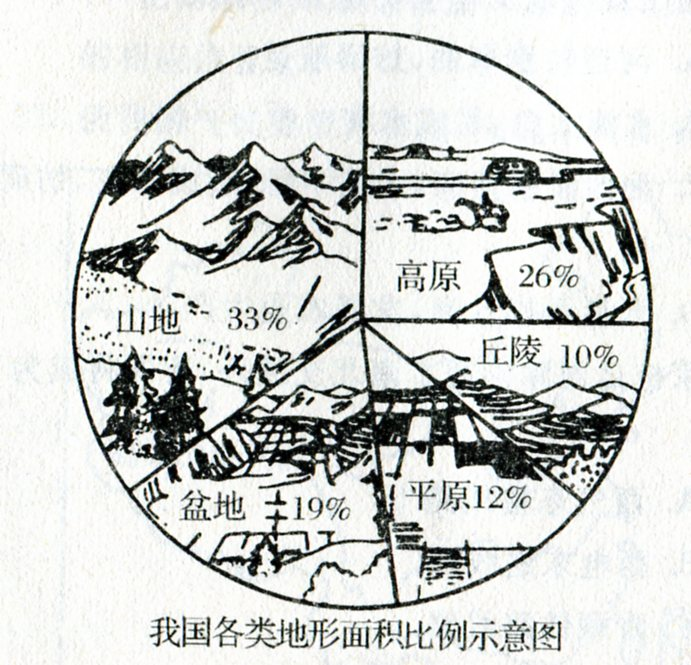 高原 26%
山地 33%
丘陵 10%
盆地 19%
平原12%
我国各类地形面积比例示意图